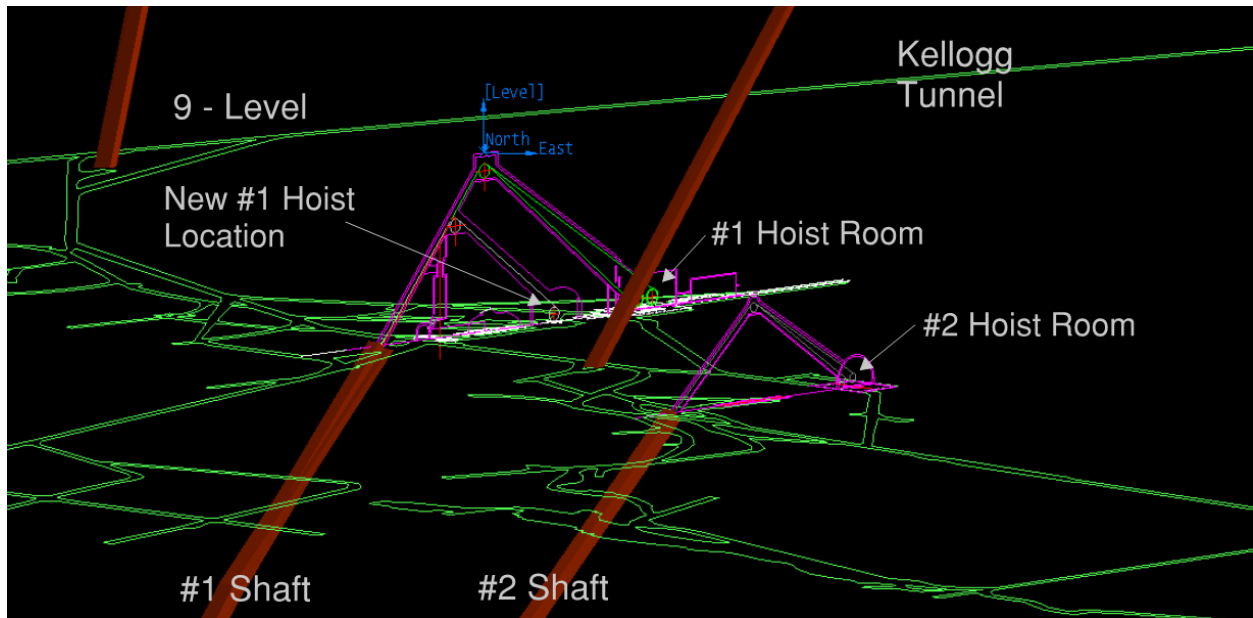 Kellogg
Tunnel
9 - Level
[Level]
North
East
New #1 Hoist
Location
#1 Hoist Room
#2 Hoist Room
#1 Shaft
#2 Shaft